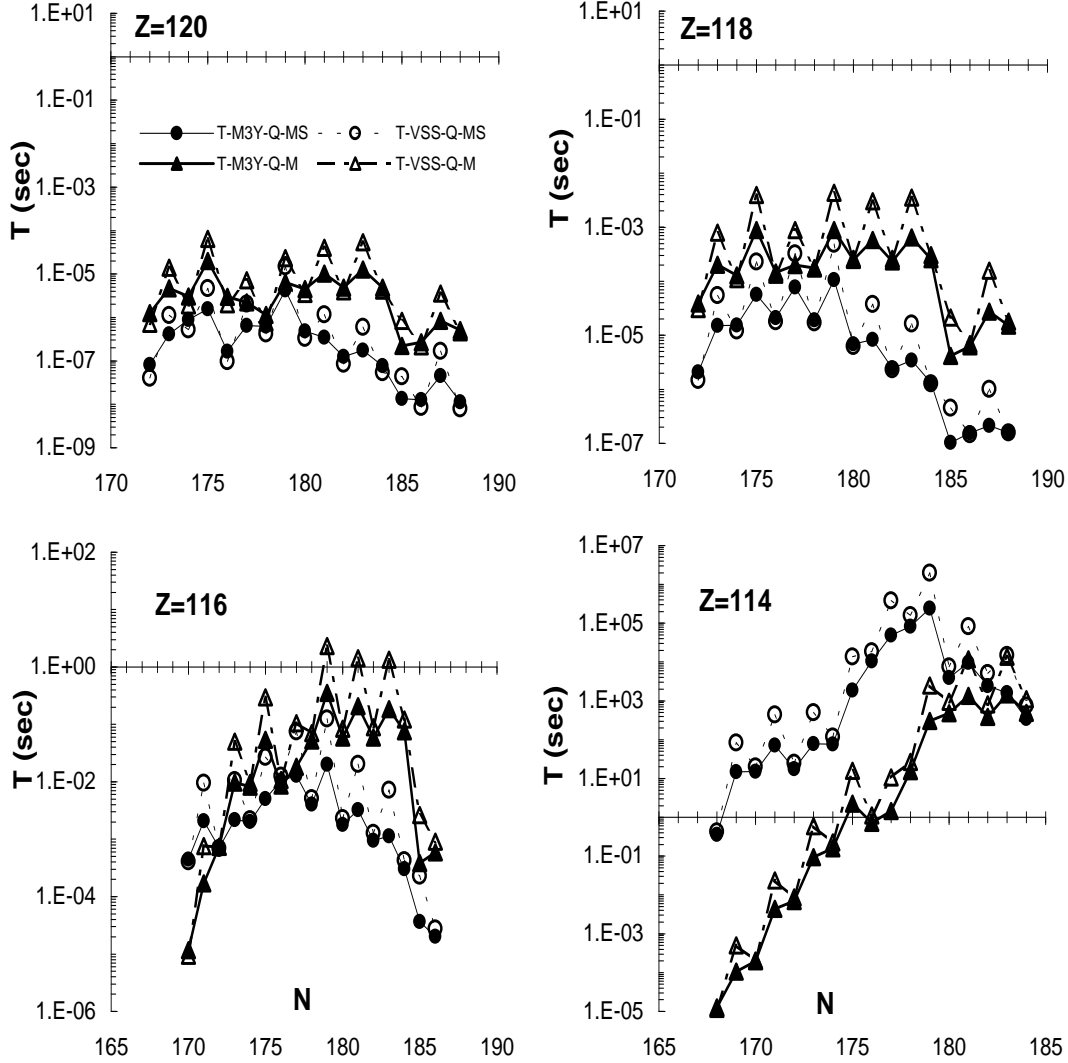 Z=120
1.E+01
1.E-01
1.E-03
1.E-05
1.E-07
1.E-09
T (sec)
T-M3Y-Q-MS
T-VSS-Q-MS
T-M3Y-Q-M
T-VSS-Q-M
170 175 180 185 190
Z=118
1.E+01
1.E-01
1.E-03
1.E-05
1.E-07
T (sec)
170 175 180 185 190
Z=116
1.E+02
1.E+00
1.E-02
1.E-04
1.E-06
T (sec)
N
165 170 175 180 185 190
Z=114
1.E+07
1.E+05
1.E+03
1.E+01
1.E-01
1.E-03
1.E-05
T (sec)
N
165 170 175 180 185